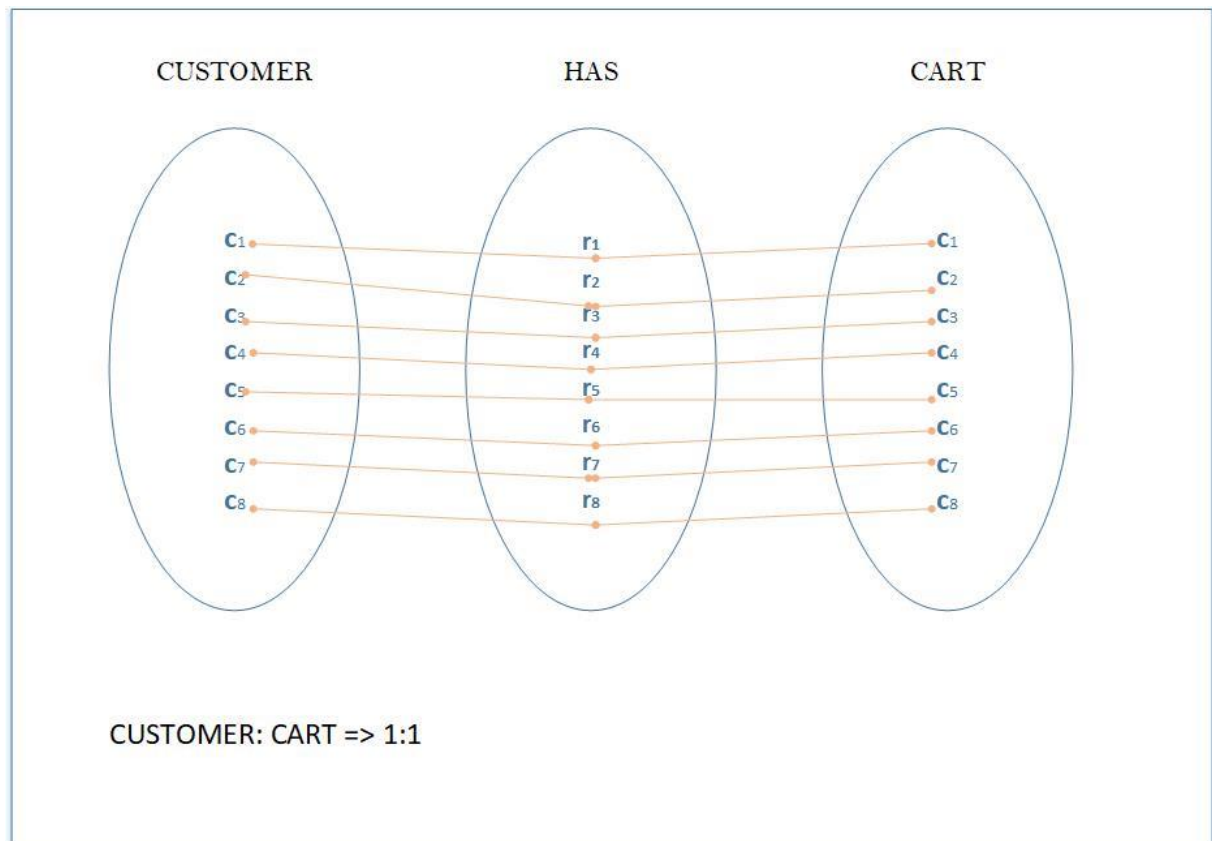 CUSTOMER HAS CART
c1 r1 c1
c2 r2 c2
c3 r3 c3
c4 r4 c4
c5 r5 c5
c6 r6 c6
c7 r7 c7
c8 r8 c8
CUSTOMER: CART => 1:1